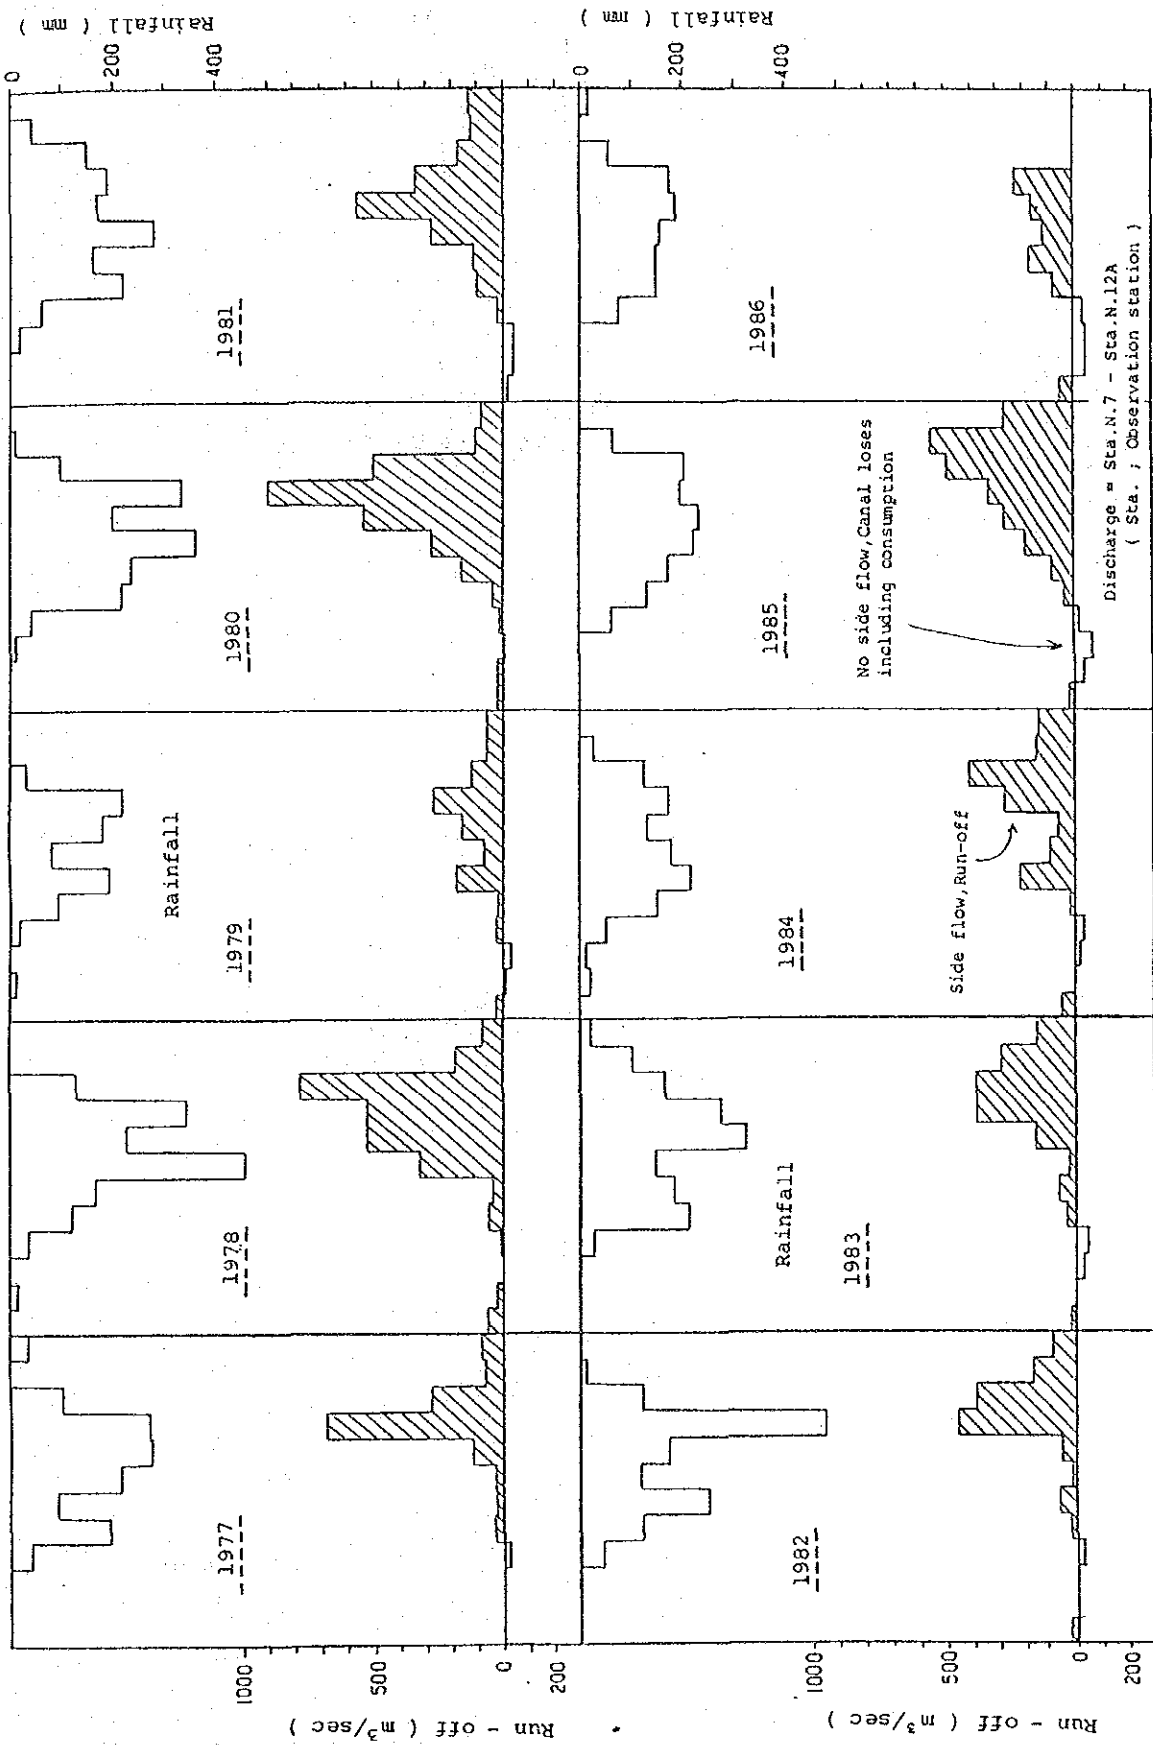 Run - off ( m³/sec )
1000
500
0
1977
1978
1979
Rainfall
1980
1981
0
200
400
Rainfall ( mm )
Run - off ( m³/sec )
1000
500
0
200
1982
1983
Rainfall
1984
Side flow,Run-off
1985
No side flow,Canal loses
including consumption
1986
0
200
400
Rainfall ( mm )
Discharge = Sta.N.7 - Sta.N.12A
( Sta. ; Observation station )